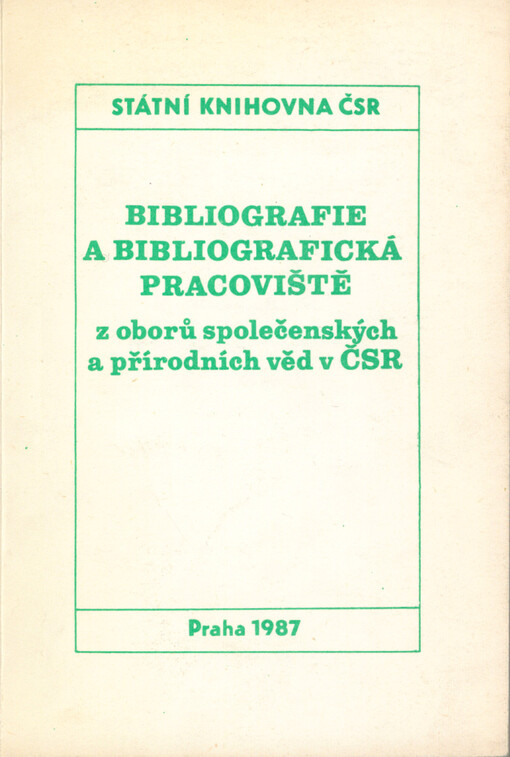 STÁTNÍ KNIHOVNA ČSR
BIBLIOGRAFIE
A BIBLIOGRAFICKÁ
PRACOVIŠTĚ
z oborů společenských
a přírodních věd v ČSR
Praha 1987